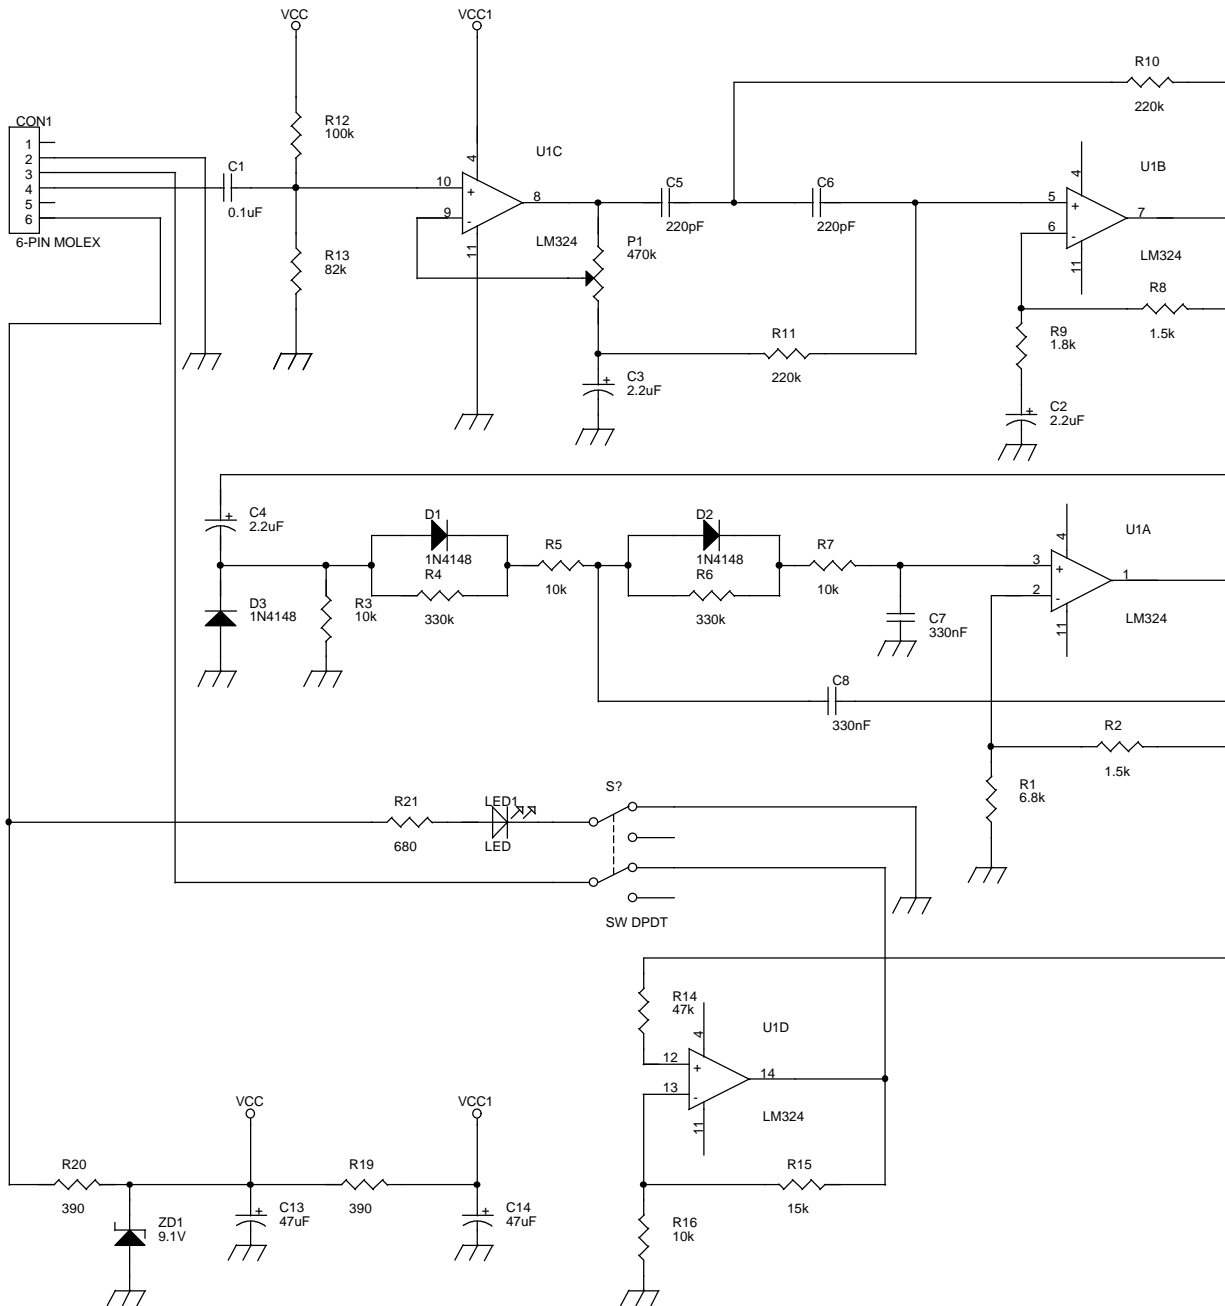 VCC
VCC1
R10
220k
CON1
1
2
3
4
5
6
6-PIN MOLEX
R12
100k
C1
0.1uF
R13
82k
U1C
4
10
+
9
-
8
11
LM324
C5
220pF
C6
220pF
P1
470k
R11
220k
C3
+
2.2uF
U1B
4
5
+
6
-
7
11
LM324
R8
1.5k
R9
1.8k
C2
+
2.2uF
C4
+
2.2uF
D1
1N4148
R4
330k
R5
10k
D2
1N4148
R6
330k
R7
10k
U1A
4
3
+
2
-
1
11
LM324
D3
1N4148
R3
10k
C7
330nF
C8
330nF
R2
1.5k
R1
6.8k
S?
R21
680
LED1
LED
SW DPDT
R14
47k
U1D
4
12
+
13
-
14
11
LM324
VCC
VCC1
R20
390
R19
390
R15
15k
ZD1
9.1V
C13
+
47uF
C14
+
47uF
R16
10k